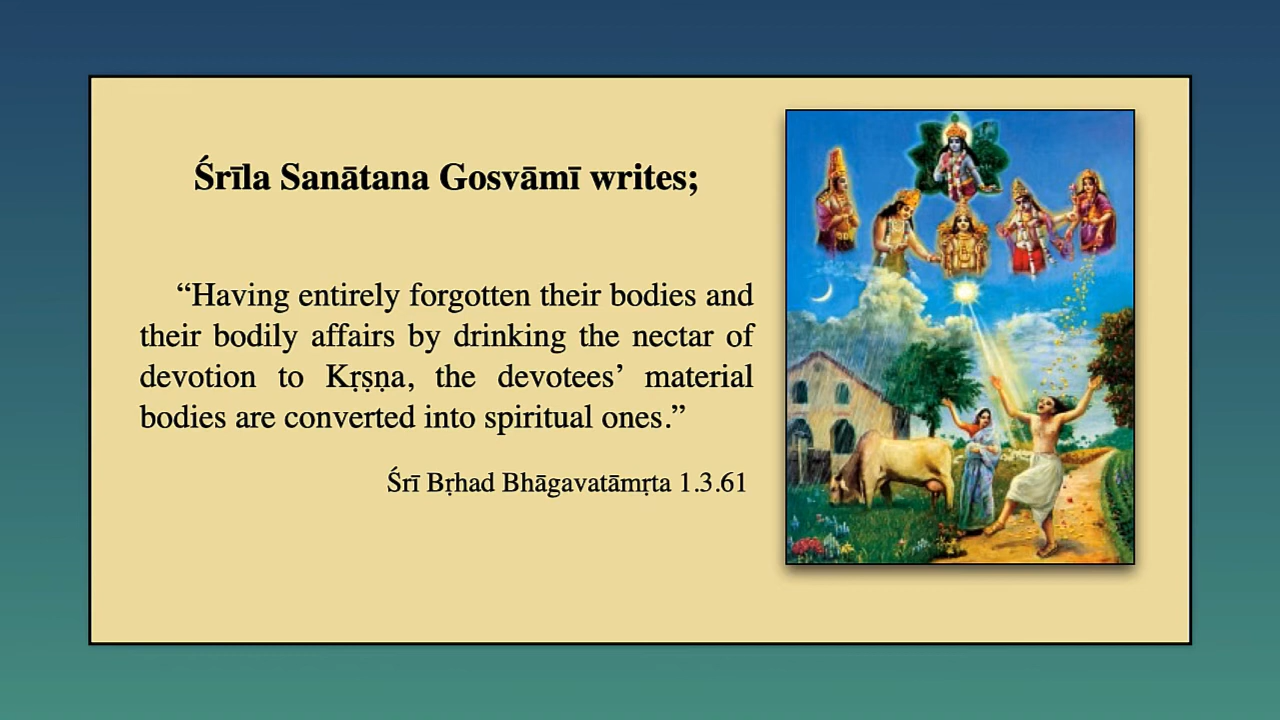 Śrīla Sanātana Gosvāmī writes;
“Having entirely forgotten their bodies and
their bodily affairs by drinking the nectar of
devotion to Kṛṣṇa, the devotees’ material
bodies are converted into spiritual ones.”
Śrī Bṛhad Bhāgavatāmṛta 1.3.61